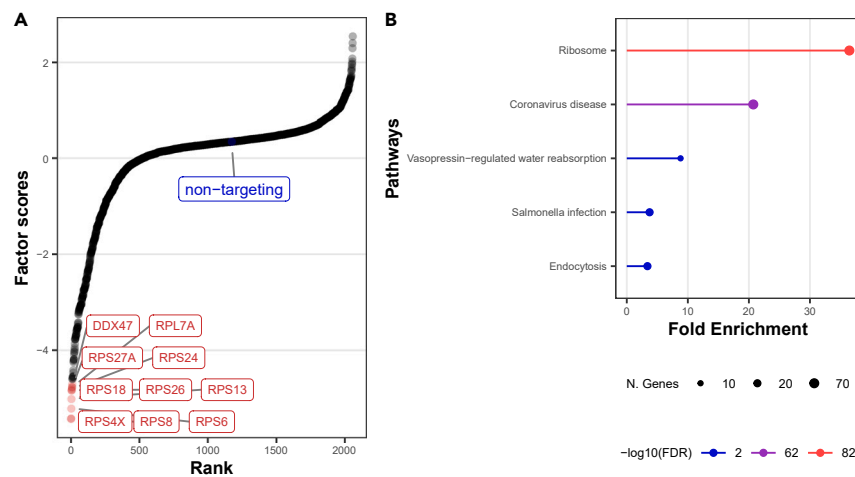 A
Factor scores
2
0
−2
−4
non−targeting
DDX47
RPL7A
RPS27A
RPS24
RPS18
RPS26
RPS13
RPS4X
RPS8
RPS6
0
500
1000
1500
2000
Rank
B
Pathways
Ribosome
Coronavirus disease
Vasopressin−regulated water reabsorption
Salmonella infection
Endocytosis
0
10
20
30
Fold Enrichment
N. Genes 10 20 70
−log10(FDR) 2 62 82